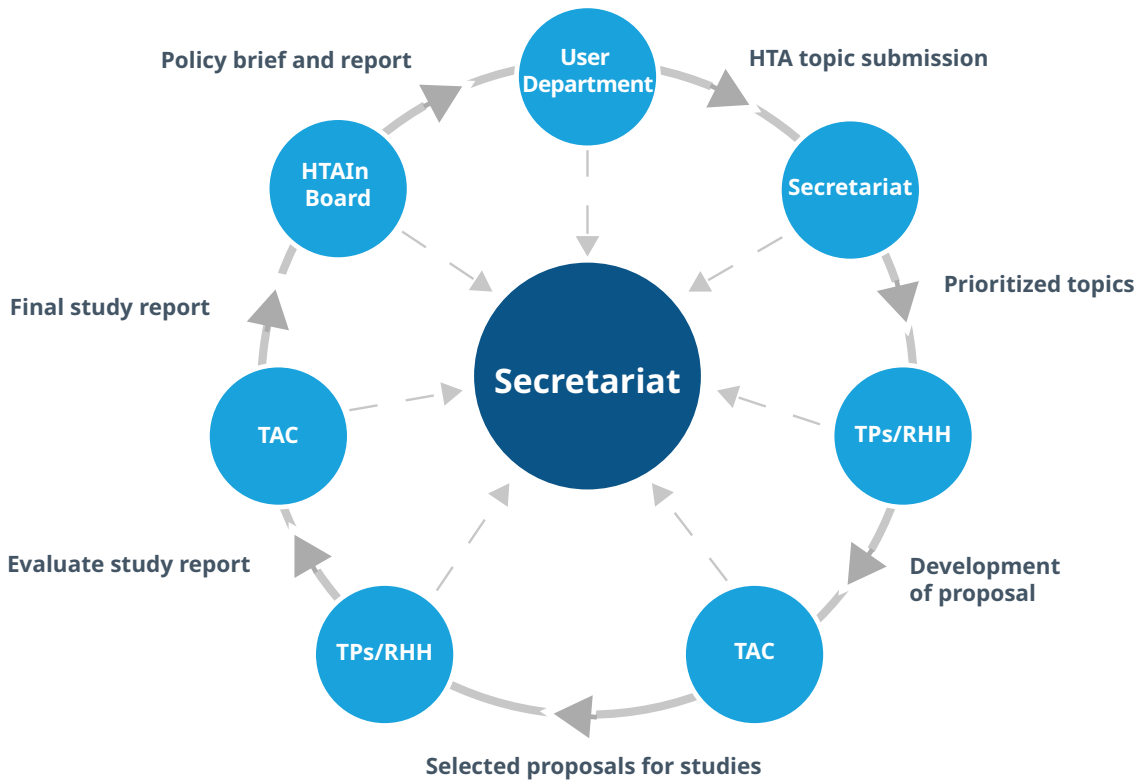 User
Department
HTA topic submission
Secretariat
Prioritized topics
TPs/RHH
Development
of proposal
TAC
Selected proposals for studies
TPs/RHH
Evaluate study report
TAC
Final study report
HTAIn
Board
Policy brief and report
Secretariat